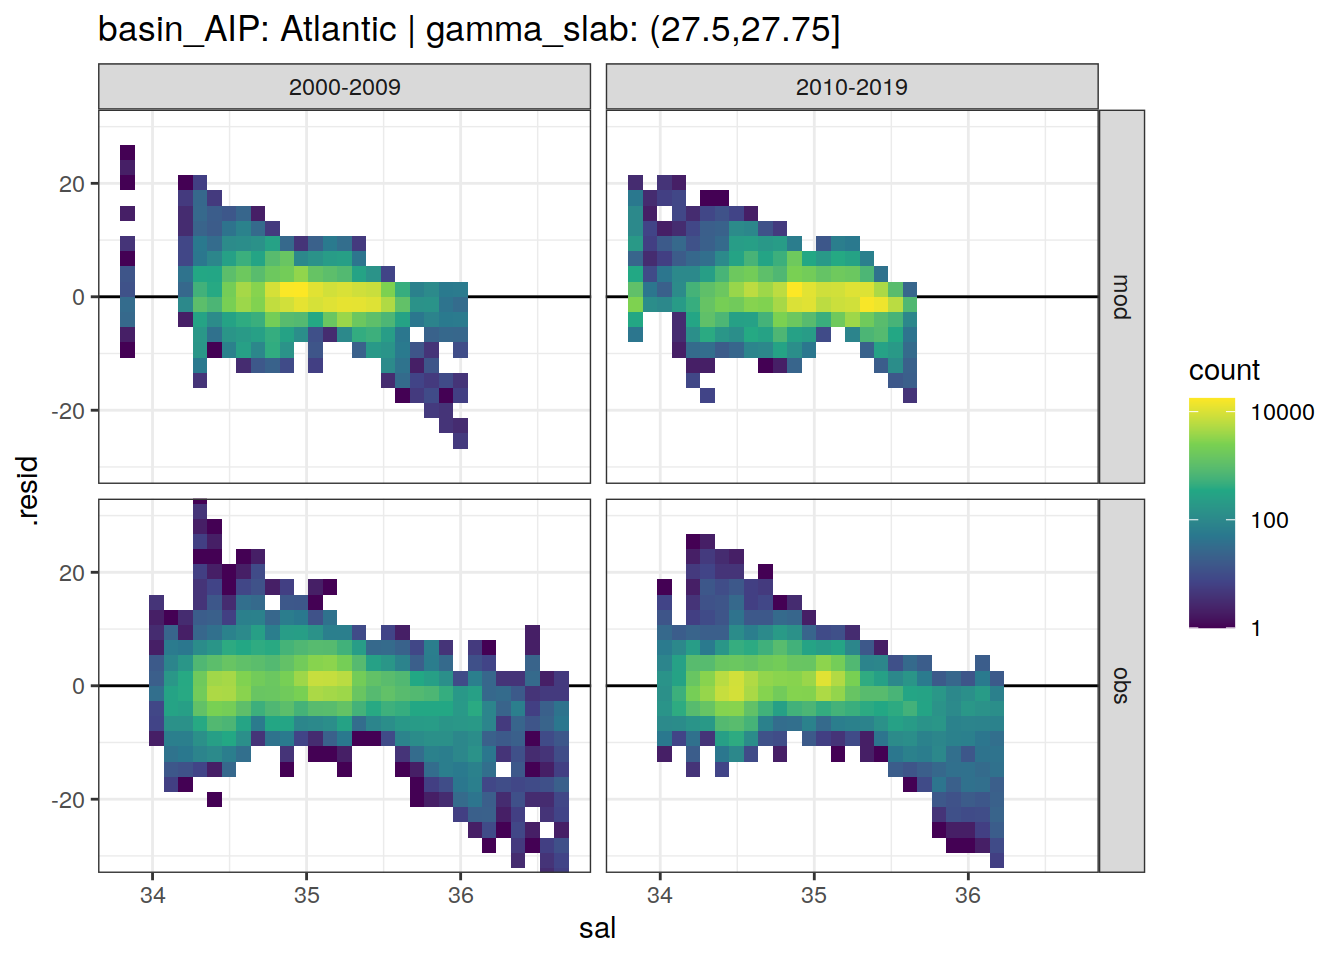 basin_AIP: Atlantic | gamma_slab: (27.5,27.75]
2000-2009
2010-2019
20
0
-20
mod
20
0
-20
obs
34
35
36
34
35
36
sal
.resid
count
10000
100
1